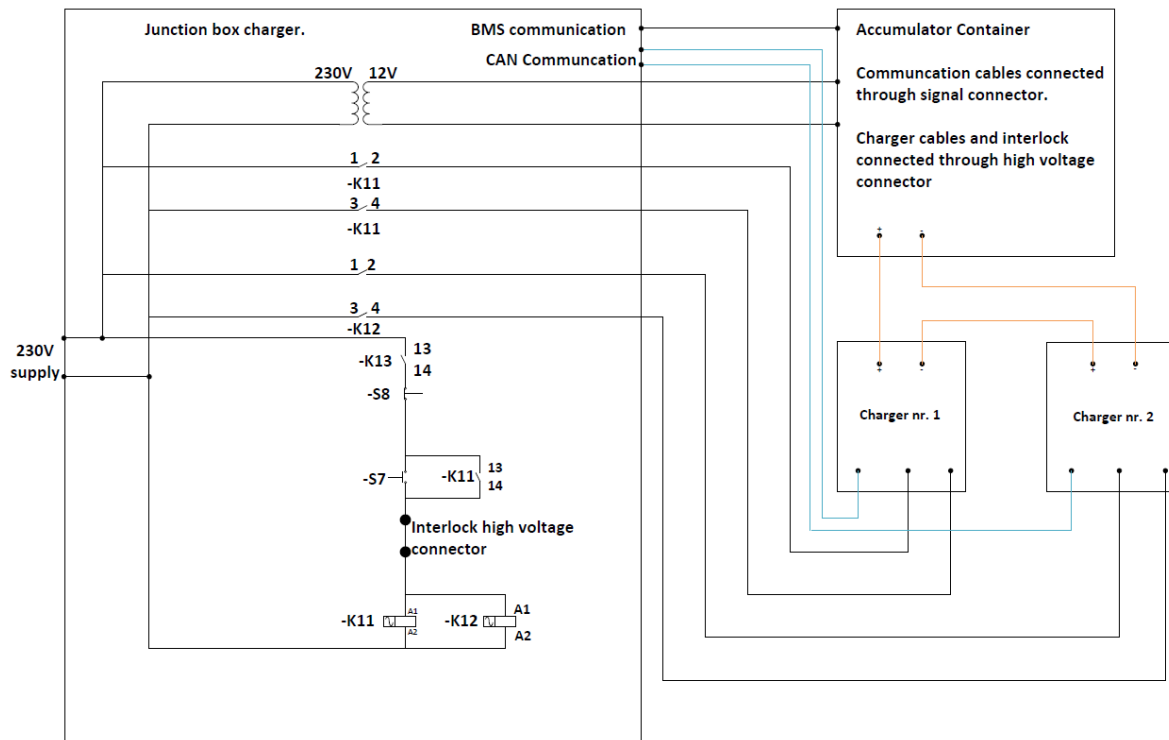 Junction box charger.
BMS communication
CAN Communcation
230V 12V
1 2
-K11
3 4
-K11
1 2
3 4
-K12
230V
supply
-K13
13
14
-S8
-S7
-K11
13
14
Interlock high voltage
connector
-K11
A1
A2
-K12
A1
A2
Accumulator Container
Communcation cables connected
through signal connector.
Charger cables and interlock
connected through high voltage
connector
+ -
+ -
Charger nr. 1
+ -
Charger nr. 2